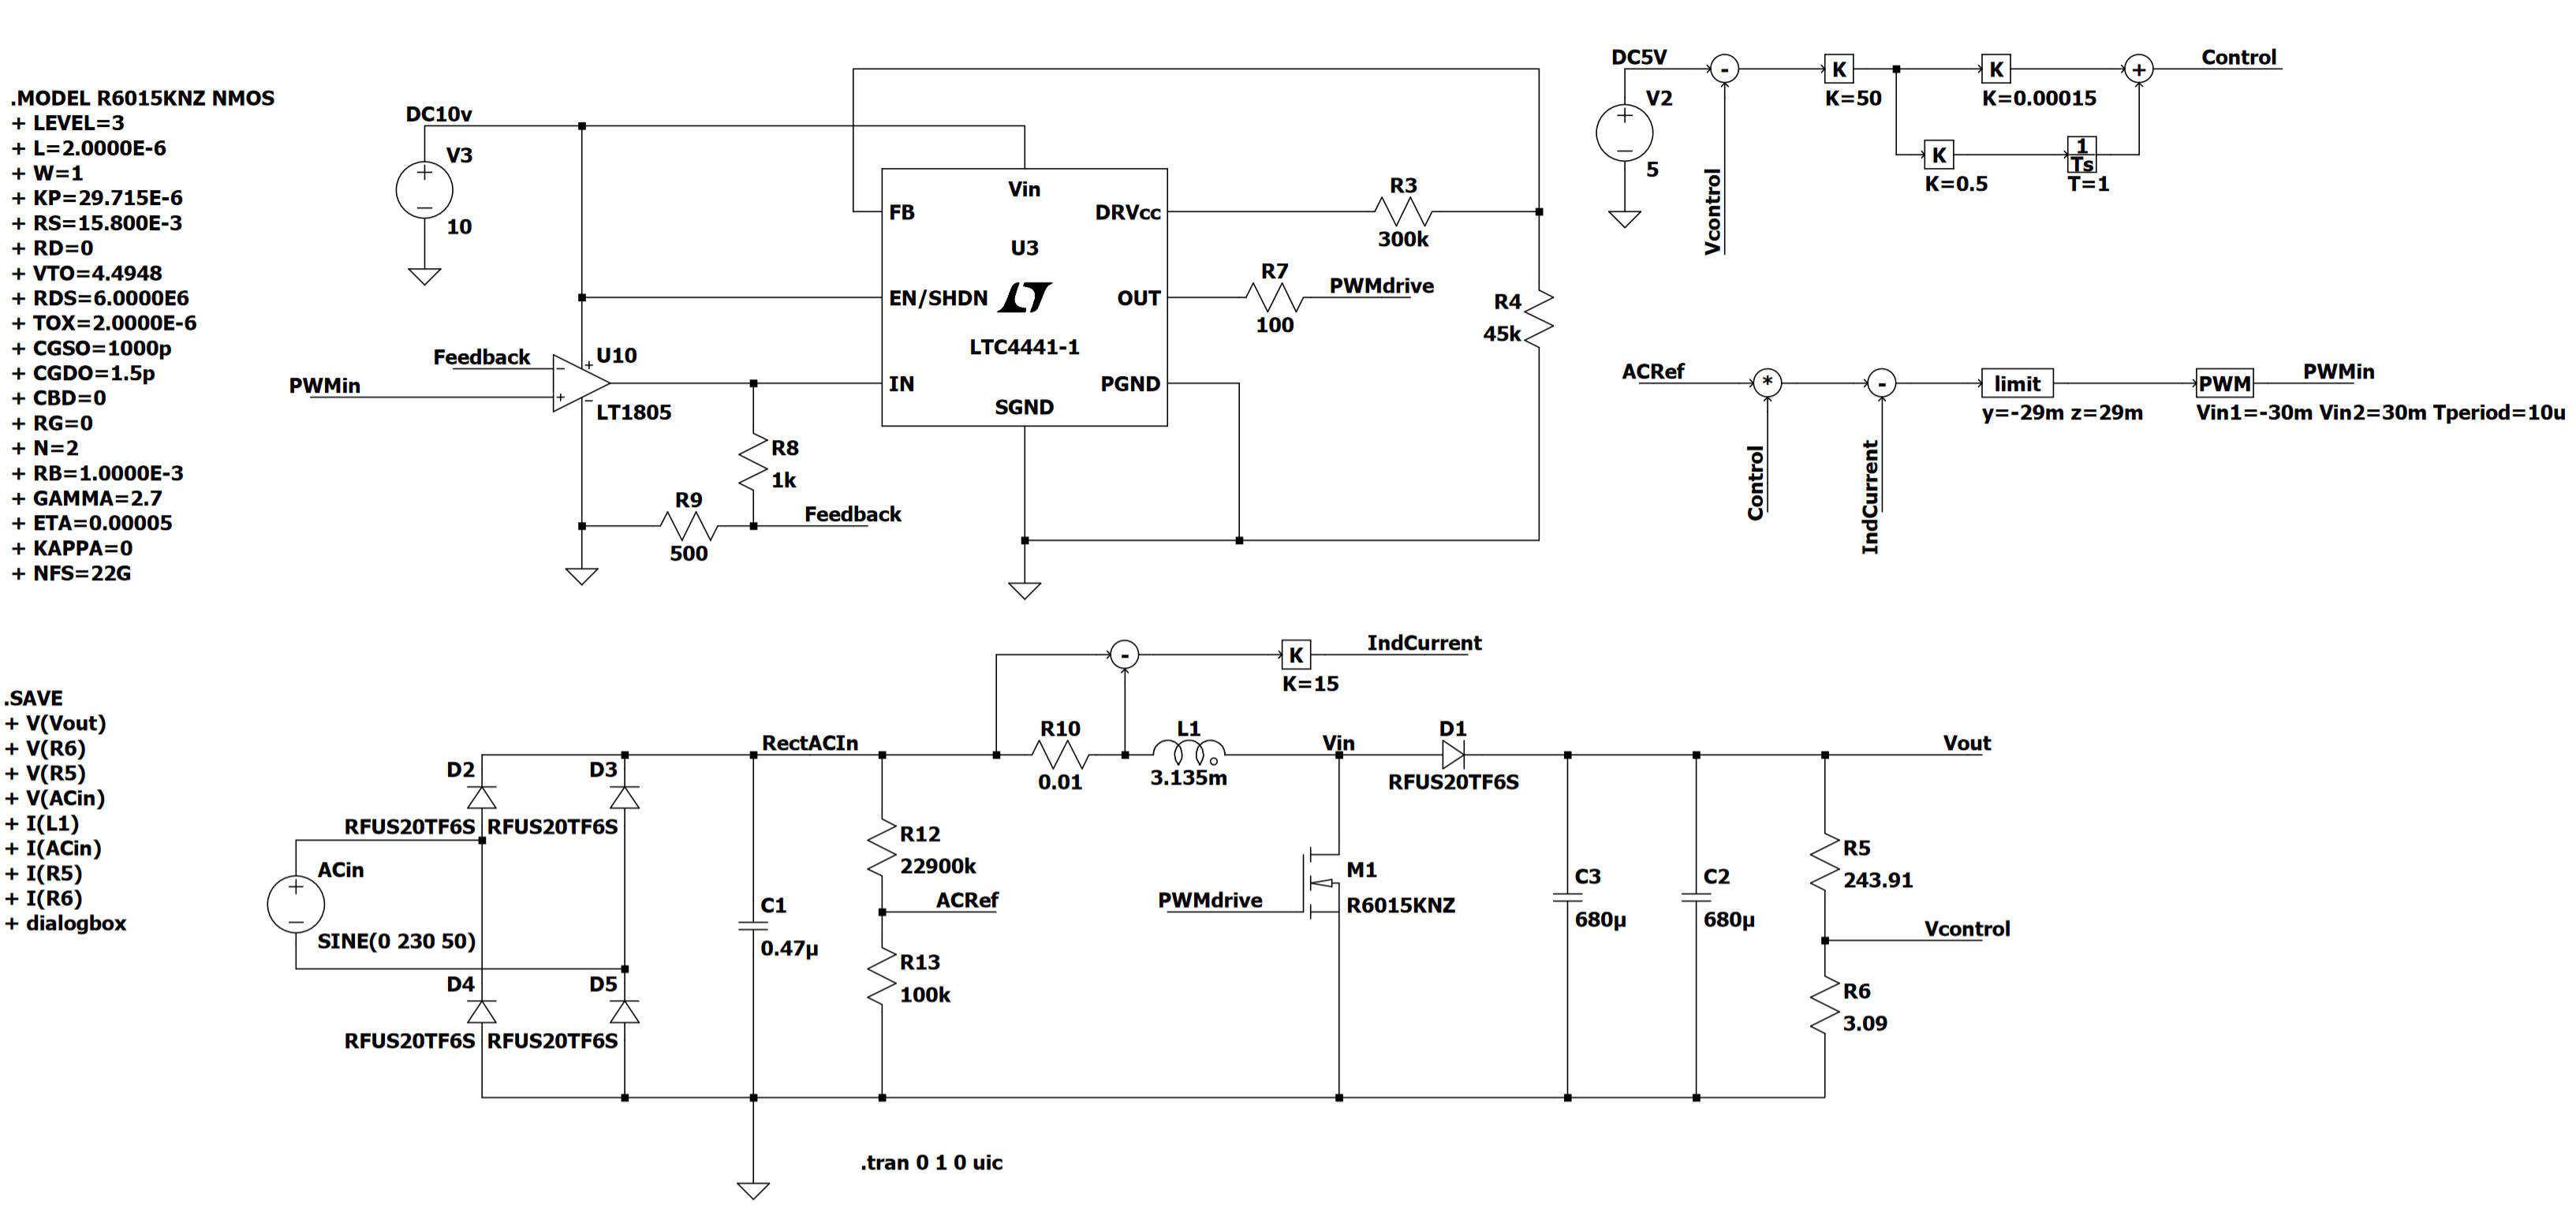 .MODEL R6015KNZ NMOS
+ LEVEL=3
+ L=2.0000E-6
+ W=1
+ KP=29.715E-6
+ RS=15.800E-3
+ RD=0
+ VTO=4.4948
+ RDS=6.0000E6
+ TOX=2.0000E-6
+ CGSO=1000p
+ CGDO=1.5p
+ CBD=0
+ RG=0
+ N=2
+ RB=1.0000E-3
+ GAMMA=2.7
+ ETA=0.00005
+ KAPPA=0
+ NFS=22G
DC10v
V3
+
−
10
Feedback
PWMin
U10
+
−
−
+
LT1805
R8
1k
R9
500
Feedback
Vin
FB
DRVcc
U3
EN/SHDN
OUT
LTC4441-1
IN
PGND
SGND
R3
300k
R7
100
PWMdrive
R4
45k
DC5V
V2
+
−
5
-
Vcontrol
K
K=50
K
K=0.00015
K
K=0.5
1
Ts
T=1
+
Control
ACRef
*
Control
-
IndCurrent
limit
y=-29m z=29m
PWM
Vin1=-30m Vin2=30m Tperiod=10u
PWMin
.SAVE
+ V(Vout)
+ V(R6)
+ V(R5)
+ V(ACin)
+ I(L1)
+ I(ACin)
+ I(R5)
+ I(R6)
+ dialogbox
-
K
K=15
IndCurrent
D2
RFUS20TF6S
D3
RFUS20TF6S
ACin
+
−
SINE(0 230 50)
D4
RFUS20TF6S
D5
RFUS20TF6S
RectACIn
C1
0.47µ
R12
22900k
ACRef
R13
100k
R10
0.01
L1
3.135m
Vin
D1
RFUS20TF6S
PWMdrive
M1
R6015KNZ
C3
680µ
C2
680µ
Vout
R5
243.91
Vcontrol
R6
3.09
.tran 0 1 0 uic